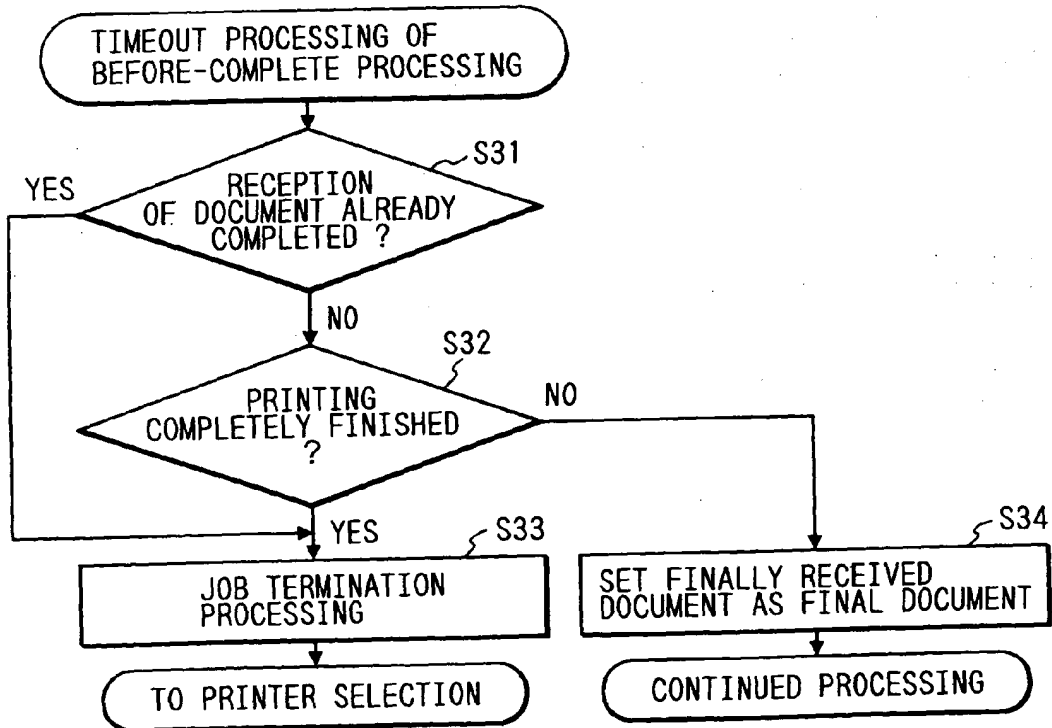 TIMEOUT PROCESSING OF
BEFORE-COMPLETE PROCESSING
S31
YES
RECEPTION
OF DOCUMENT ALREADY
COMPLETED ?
NO
S32
PRINTING
COMPLETELY FINISHED
?
NO
YES
S33
JOB TERMINATION
PROCESSING
S34
SET FINALLY RECEIVED
DOCUMENT AS FINAL DOCUMENT
TO PRINTER SELECTION
CONTINUED PROCESSING